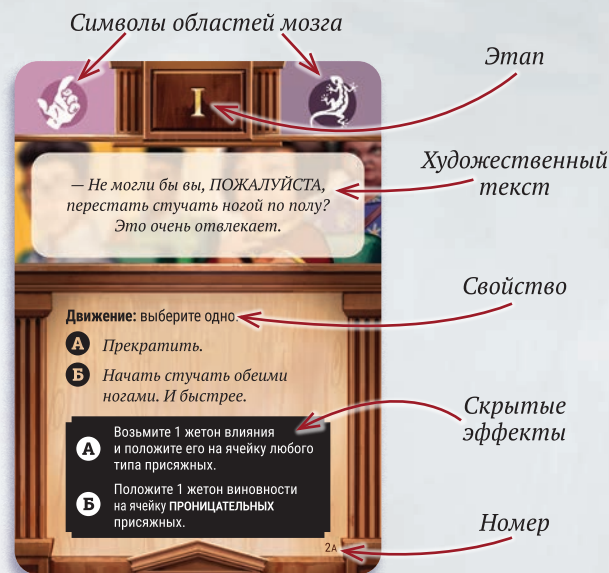 Символы областей мозга
Этап
I
Художественный
текст
— Не могли бы вы, ПОЖАЛУЙСТА,
перестать стучать ногой по полу?
Это очень отвлекает.
Свойство
Движение: выберите одно.
А Прекратить.
Б Начать стучать обеими
ногами. И быстрее.
Скрытые
эффекты
А Возьмите 1 жетон влияния
и положите его на ячейку любого
типа присяжных.
Б Положите 1 жетон виновности
на ячейку ПРОНИЦАТЕЛЬНЫХ
присяжных.
Номер
2А